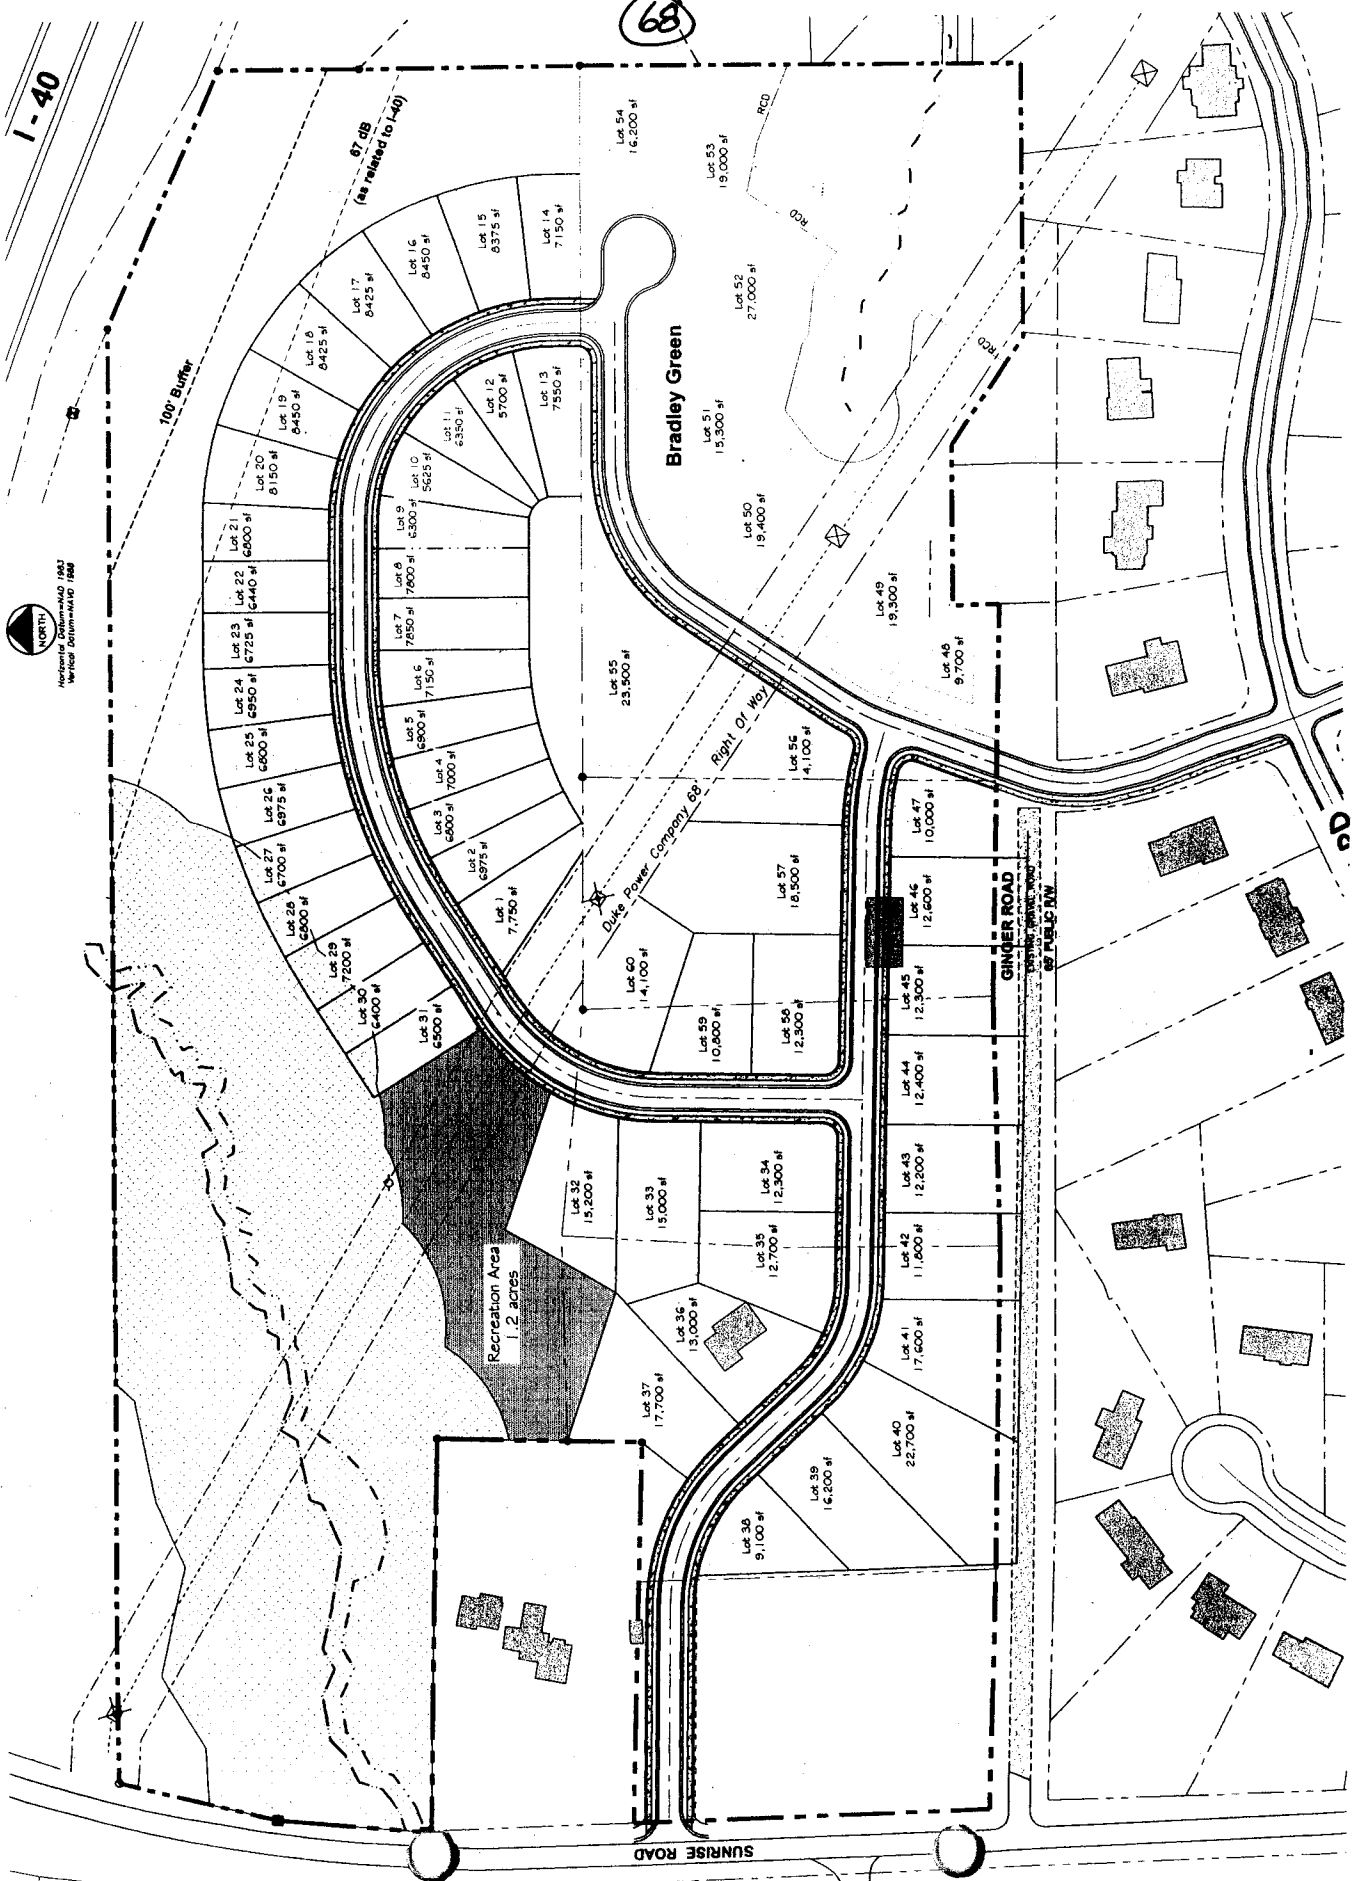 68
I - 40
67 dB
(as related to I-40)
100' Buffer
NORTH
Horizontal Datum=NAD 1983
Vertical Datum=NAVD 1988
Lot 54
16,200 sf
Lot 53
19,000 sf
RCD
RCD
Lot 52
27,000 sf
RCD
Bradley Green
Lot 51
15,300 sf
Lot 50
19,400 sf
Lot 49
19,300 sf
Lot 48
9,700 sf
Lot 14
7150 sf
Lot 15
8375 sf
Lot 16
8450 sf
Lot 17
8425 sf
Lot 18
8425 sf
Lot 19
8450 sf
Lot 20
8150 sf
Lot 21
6800 sf
Lot 22
6440 sf
Lot 23
6725 sf
Lot 24
6950 sf
Lot 25
6800 sf
Lot 26
6975 sf
Lot 27
6700 sf
Lot 28
6800 sf
Lot 29
7200 sf
Lot 30
6400 sf
Lot 31
6500 sf
Lot 13
7550 sf
Lot 12
5700 sf
Lot 11
6350 sf
Lot 10
5625 sf
Lot 9
6300 sf
Lot 8
7800 sf
Lot 7
7850 sf
Lot 6
7150 sf
Lot 5
6900 sf
Lot 4
7000 sf
Lot 3
6800 sf
Lot 2
6975 sf
Lot 1
7,750 sf
Lot 55
23,500 sf
Duke Power Company 68' Right Of Way
Lot 56
14,100 sf
Lot 57
18,500 sf
Lot 58
12,300 sf
Lot 59
10,800 sf
Lot 60
14,100 sf
Lot 47
10,000 sf
Lot 46
12,600 sf
Lot 45
12,300 sf
Lot 44
12,400 sf
Lot 43
12,200 sf
Lot 42
11,800 sf
Lot 41
17,600 sf
Lot 40
22,700 sf
Lot 39
16,200 sf
Lot 38
9,100 sf
Lot 37
17,700 sf
Lot 36
13,000 sf
Lot 35
12,700 sf
Lot 34
12,300 sf
Lot 33
15,000 sf
Lot 32
15,200 sf
Recreation Area
1.2 acres
GINGER ROAD
EXISTING GRAVEL ROAD
60' PUBLIC R/W
SUNRISE ROAD